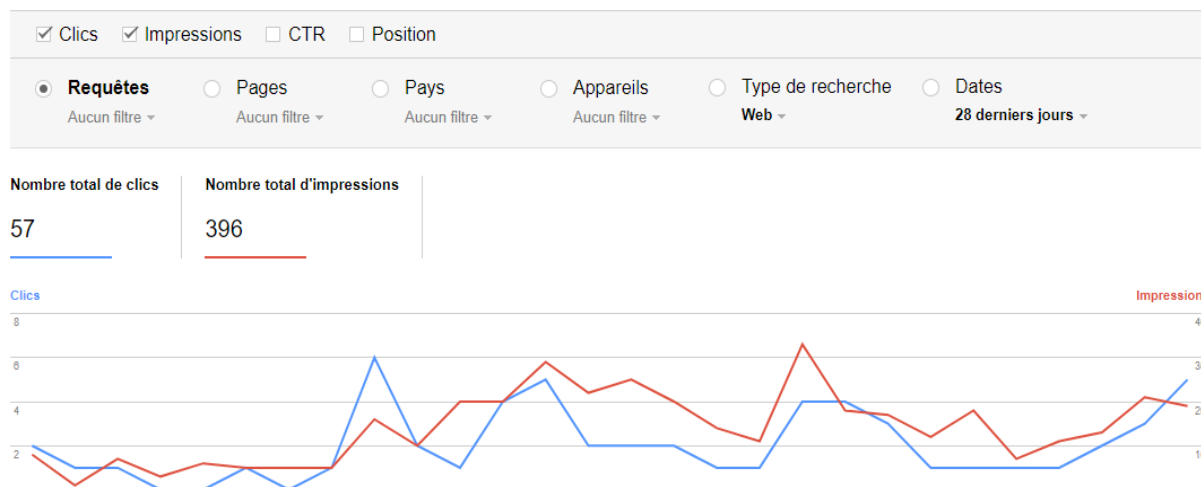 Clics Impressions CTR Position
Requêtes Pages Pays Appareils Type de recherche Dates
Aucun filtre Aucun filtre Aucun filtre Aucun filtre Web 28 derniers jours
Nombre total de clics Nombre total d'impressions
57 396
Clics Impression
8
6
4
2